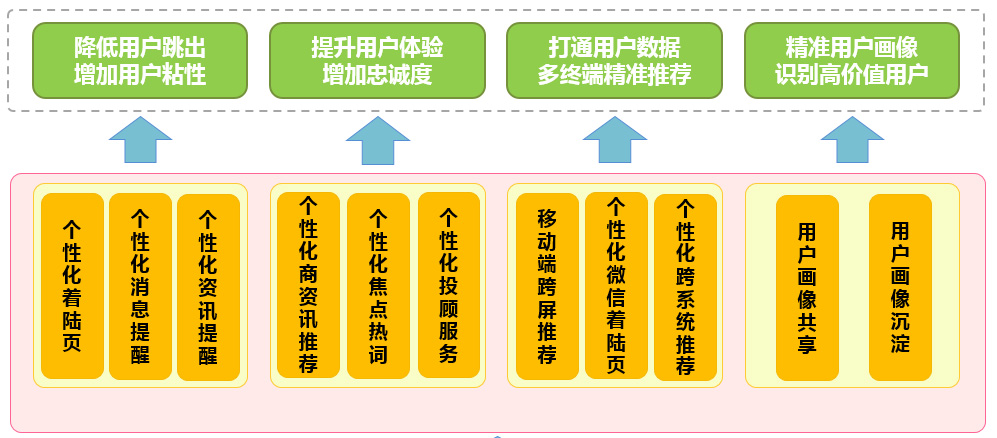 降低用户跳出
增加用户粘性
提升用户体验
增加忠诚度
打通用户数据
多终端精准推荐
精准用户画像
识别高价值用户
个性化着陆页
个性化消息提醒
个性化资讯提醒
个性化商资讯推荐
个性化焦点热词
个性化投顾服务
移动端跨屏推荐
个性化微信着陆页
个性化跨系统推荐
用户画像共享
用户画像沉淀